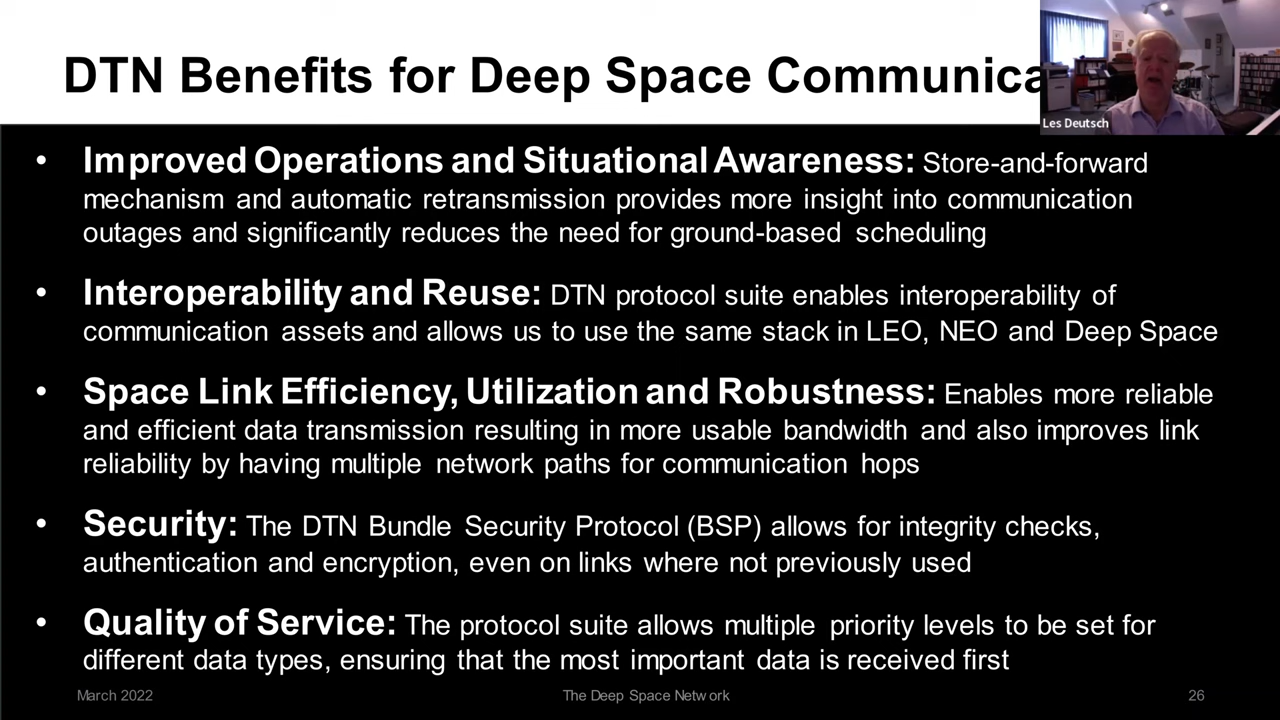 DTN Benefits for Deep Space Communica
Les Deutsch
• Improved Operations and Situational Awareness: Store-and-forward
mechanism and automatic retransmission provides more insight into communication
outages and significantly reduces the need for ground-based scheduling
• Interoperability and Reuse: DTN protocol suite enables interoperability of
communication assets and allows us to use the same stack in LEO, NEO and Deep Space
• Space Link Efficiency, Utilization and Robustness: Enables more reliable
and efficient data transmission resulting in more usable bandwidth and also improves link
reliability by having multiple network paths for communication hops
• Security: The DTN Bundle Security Protocol (BSP) allows for integrity checks,
authentication and encryption, even on links where not previously used
• Quality of Service: The protocol suite allows multiple priority levels to be set for
different data types, ensuring that the most important data is received first
March 2022 The Deep Space Network 26